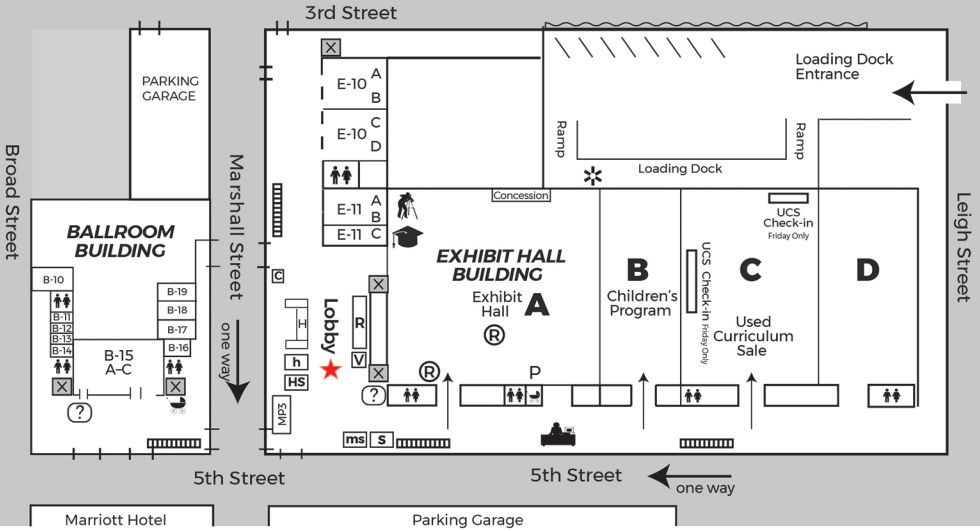 3rd Street
Loading Dock
Entrance
PARKING
GARAGE
X
E-10
A
B
E-10
C
D
Ramp
Ramp
Loading Dock
Broad Street
Marshall Street
Leigh Street
E-11
A
B
E-11 C
Concession
UCS
Check-in
Friday Only
BALLROOM
BUILDING
EXHIBIT HALL
BUILDING
Exhibit
Hall
A
B
Children's
Program
C
D
UCS Check-in Friday Only
Used
Curriculum
Sale
B-10
B-11
B-12
B-13
B-14
B-15
A–C
B-19
B-18
B-17
B-16
X
X
?
one way
C
H
Lobby
R
V
X
X
h
HS
MP3
?
R
R
P
ms
S
5th Street
5th Street
one way
Marriott Hotel
Parking Garage